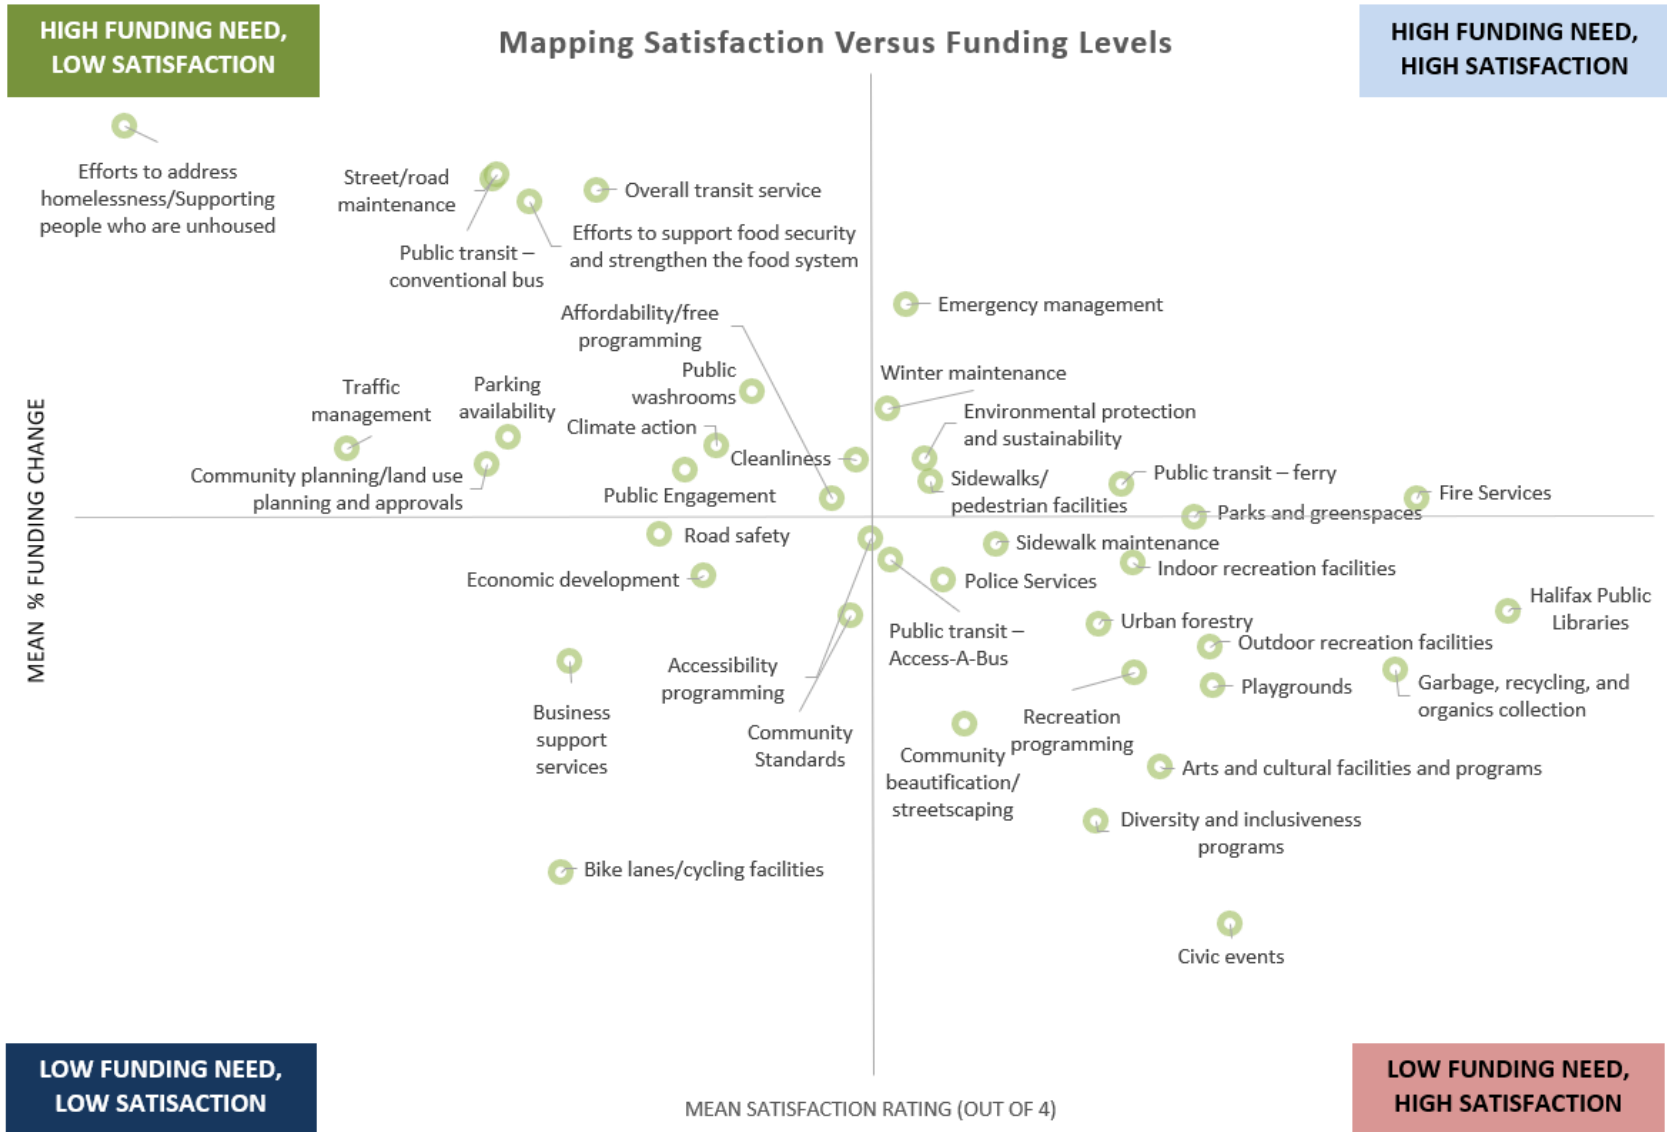 HIGH FUNDING NEED,
LOW SATISFACTION
Mapping Satisfaction Versus Funding Levels
HIGH FUNDING NEED,
HIGH SATISFACTION
Efforts to address
homelessness/Supporting
people who are unhoused
Street/road
maintenance
Overall transit service
Public transit –
conventional bus
Efforts to support food security
and strengthen the food system
Emergency management
Affordability/free
programming
Public
washrooms
Winter maintenance
Traffic
management
Parking
availability
Climate action
Environmental protection
and sustainability
Cleanliness
Community planning/land use
planning and approvals
Public Engagement
Sidewalks/
pedestrian facilities
Public transit – ferry
Fire Services
Parks and greenspaces
MEAN % FUNDING CHANGE
Road safety
Sidewalk maintenance
Economic development
Police Services
Indoor recreation facilities
Halifax Public
Libraries
Public transit –
Access-A-Bus
Urban forestry
Outdoor recreation facilities
Accessibility
programming
Playgrounds
Garbage, recycling, and
organics collection
Business
support
services
Community
Standards
Recreation
programming
Community
beautification/
streetscaping
Arts and cultural facilities and programs
Diversity and inclusiveness
programs
Bike lanes/cycling facilities
Civic events
LOW FUNDING NEED,
LOW SATISACTION
MEAN SATISFACTION RATING (OUT OF 4)
LOW FUNDING NEED,
HIGH SATISFACTION